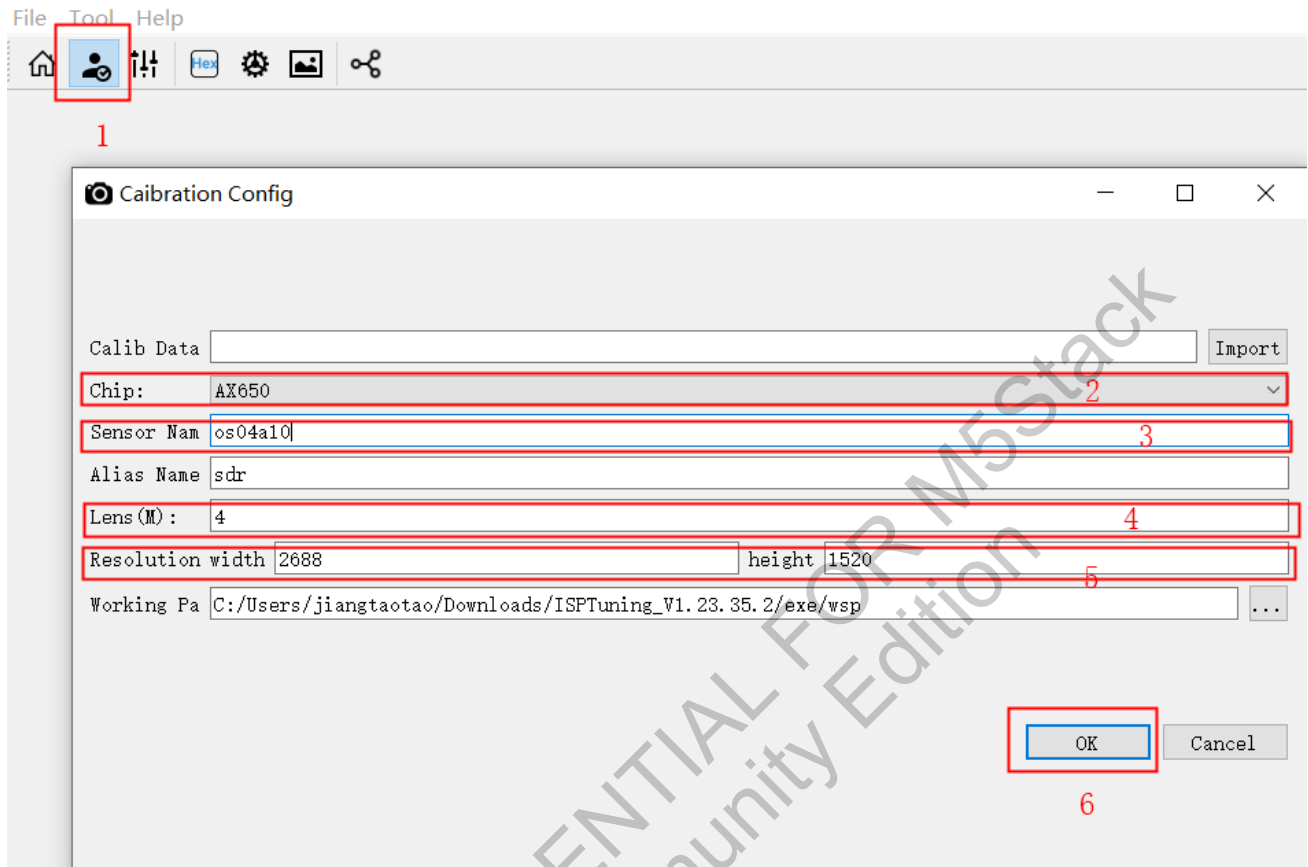 File Tool Help
Hex
1
Caibration Config
Calib Data Import
Chip: AX650 2
Sensor Nam os04a10 3
Alias Name sdr
Lens(M): 4 4
Resolution width 2688 height 1520 5
Working Pa C:/Users/jiangtaotao/Downloads/ISPTuning_V1.23.35.2/exe/wsp ...
OK Cancel
6
ENTIAL FOR M5Stack
unity Edition